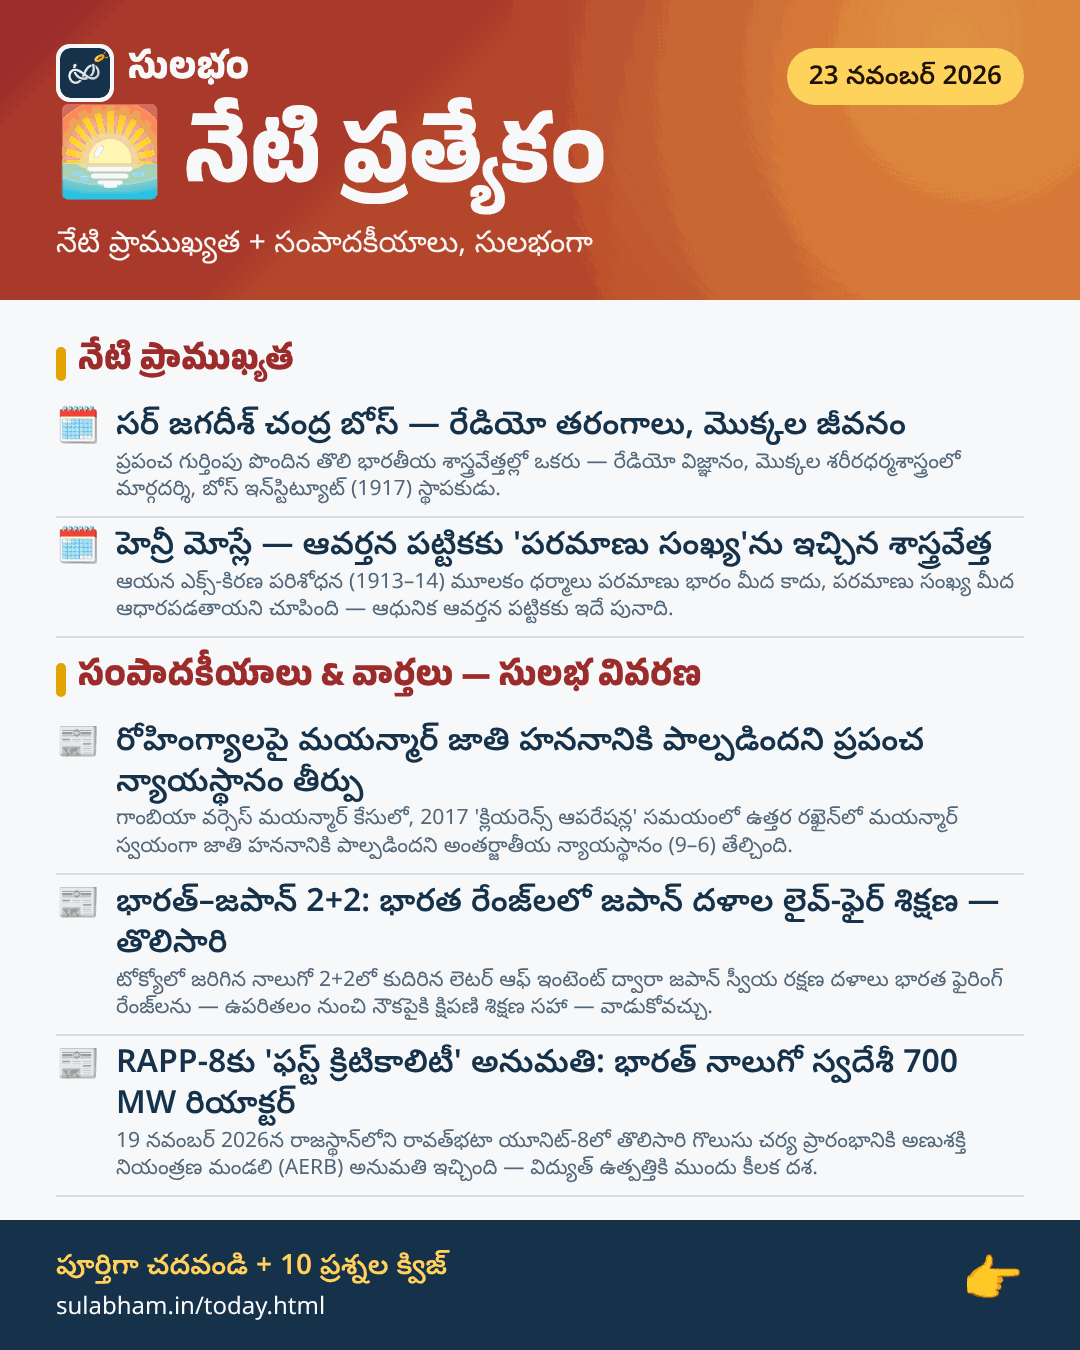 సులభం
23 నవంబర్ 2026
నేటి ప్రత్యేకం
నేటి ప్రాముఖ్యత + సంపాదకీయాలు, సులభంగా
నేటి ప్రాముఖ్యత
సర్ జగదీశ్ చంద్ర బోస్ — రేడియో తరంగాలు, మొక్కల జీవనం
ప్రపంచ గుర్తింపు పొందిన తొలి భారతీయ శాస్త్రవేత్తల్లో ఒకరు — రేడియో విజ్ఞానం, మొక్కల శరీరధర్మశాస్త్రంలో
మార్గదర్శి, బోస్ ఇన్‌స్టిట్యూట్ (1917) స్థాపకుడు.
హెన్రీ మోస్లే — ఆవర్తన పట్టికకు 'పరమాణు సంఖ్య'ను ఇచ్చిన శాస్త్రవేత్త
ఆయన ఎక్స్-కిరణ పరిశోధన (1913–14) మూలకం ధర్మాలు పరమాణు భారం మీద కాదు, పరమాణు సంఖ్య మీద
ఆధారపడతాయని చూపింది — ఆధునిక ఆవర్తన పట్టికకు ఇదే పునాది.
సంపాదకీయాలు & వార్తలు — సులభ వివరణ
రోహింగ్యాలపై మయన్మార్ జాతి హననానికి పాల్పడిందని ప్రపంచ
న్యాయస్థానం తీర్పు
గాంబియా వర్సెస్ మయన్మార్ కేసులో, 2017 'క్లియరెన్స్ ఆపరేషన్ల' సమయంలో ఉత్తర రఖైన్‌లో మయన్మార్
స్వయంగా జాతి హననానికి పాల్పడిందని అంతర్జాతీయ న్యాయస్థానం (9–6) తేల్చింది.
భారత్–జపాన్ 2+2: భారత రేంజ్‌లలో జపాన్ దళాల లైవ్-ఫైర్ శిక్షణ —
తొలిసారి
టోక్యోలో జరిగిన నాలుగో 2+2లో కుదిరిన లెటర్ ఆఫ్ ఇంటెంట్ ద్వారా జపాన్ స్వీయ రక్షణ దళాలు భారత ఫైరింగ్
రేంజ్‌లను — ఉపరితలం నుంచి నౌకపైకి క్షిపణి శిక్షణ సహా — వాడుకోవచ్చు.
RAPP-8కు 'ఫస్ట్ క్రిటికాలిటీ' అనుమతి: భారత్ నాలుగో స్వదేశీ 700
MW రియాక్టర్
19 నవంబర్ 2026న రాజస్థాన్‌లోని రావత్‌భటా యూనిట్-8లో తొలిసారి గొలుసు చర్య ప్రారంభానికి అణుశక్తి
నియంత్రణ మండలి (AERB) అనుమతి ఇచ్చింది — విద్యుత్ ఉత్పత్తికి ముందు కీలక దశ.
పూర్తిగా చదవండి + 10 ప్రశ్నల క్విజ్
sulabham.in/today.html